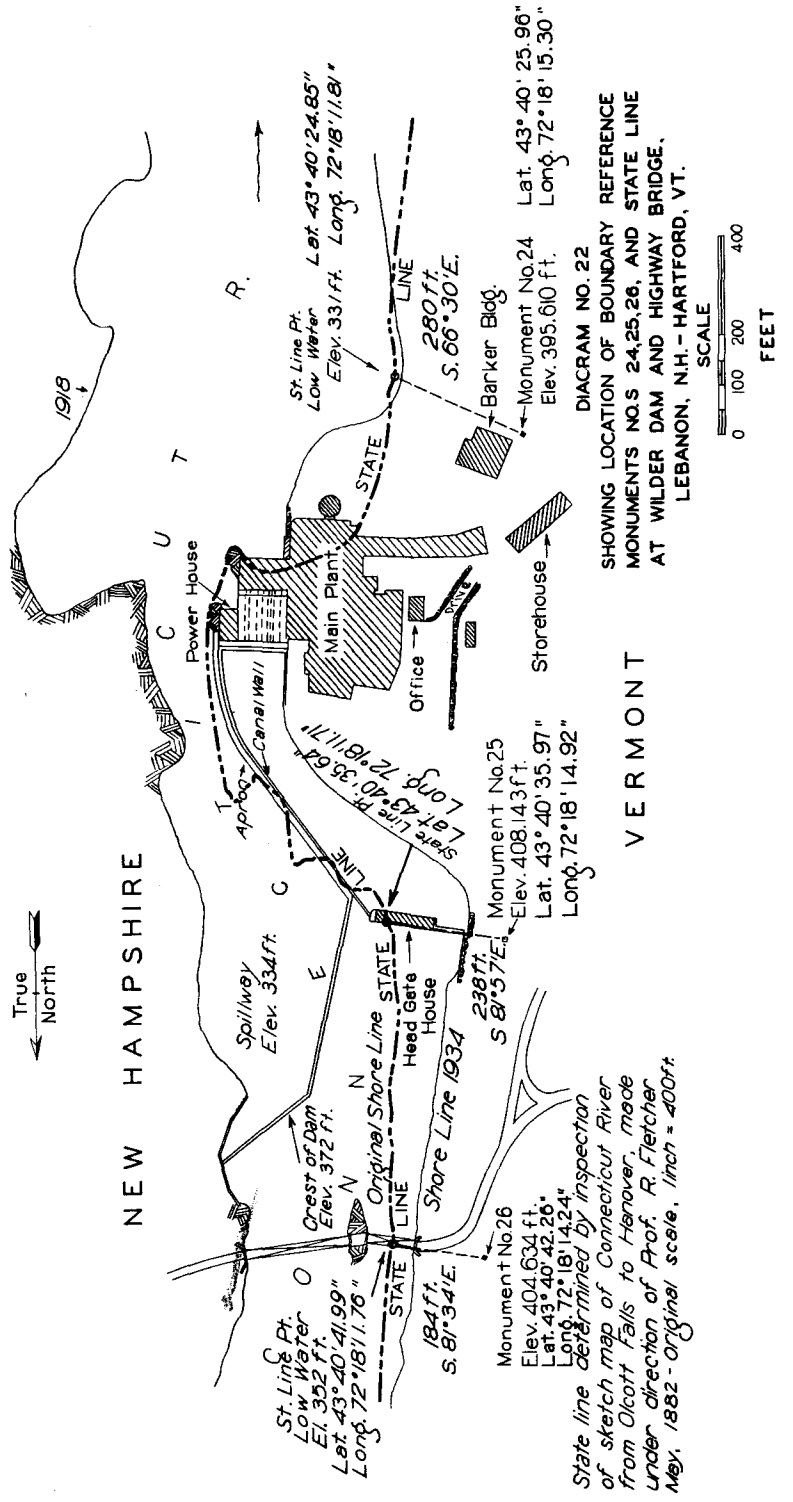 True
North
NEW HAMPSHIRE
1918
R.
T
U
C
I
T
C
E
N
N
O
C
Spillway
Elev. 334ft.
Crest of Dam
Elev. 372 ft.
Apron
Canal Wall
Power House
Main Plant
St. Line Pt.
Low Water
Elev. 331 ft.
Lat. 43° 40' 24.85"
Long. 72° 18' 11.81"
STATE
LINE
280 ft.
S. 66° 30' E.
Barker Bldg.
Monument No. 24
Elev. 395.610 ft.
Lat. 43° 40' 25.96"
Long. 72° 18' 15.30"
Office
Drive
Storehouse
State Line Pt.
Lat. 43° 40' 35.64"
Long. 72° 18' 11.71"
LINE
STATE
Head Gate
House
Original Shore Line
Shore Line 1934
238 ft.
S 81° 57' E.
Monument No. 25
Elev. 408.143 ft.
Lat. 43° 40' 35.97"
Long. 72° 18' 14.92"
St. Line Pt.
Low Water
El. 352 ft.
Lat. 43° 40' 41.99"
Long. 72° 18' 11.76"
STATE
LINE
184 ft.
S. 81° 34' E.
Monument No. 26
Elev. 404.634 ft.
Lat. 43° 40' 42.26"
Long. 72° 18' 14.24"
VERMONT
State line determined by inspection
of sketch map of Connecticut River
from Olcott Falls to Hanover, made
under direction of Prof. R. Fletcher
May, 1882 - Original scale, 1 inch = 400ft.
DIAGRAM NO. 22
SHOWING LOCATION OF BOUNDARY REFERENCE
MONUMENTS NO.S 24,25,26, AND STATE LINE
AT WILDER DAM AND HIGHWAY BRIDGE,
LEBANON, N.H. - HARTFORD, VT.
SCALE
0 100 200 400
FEET